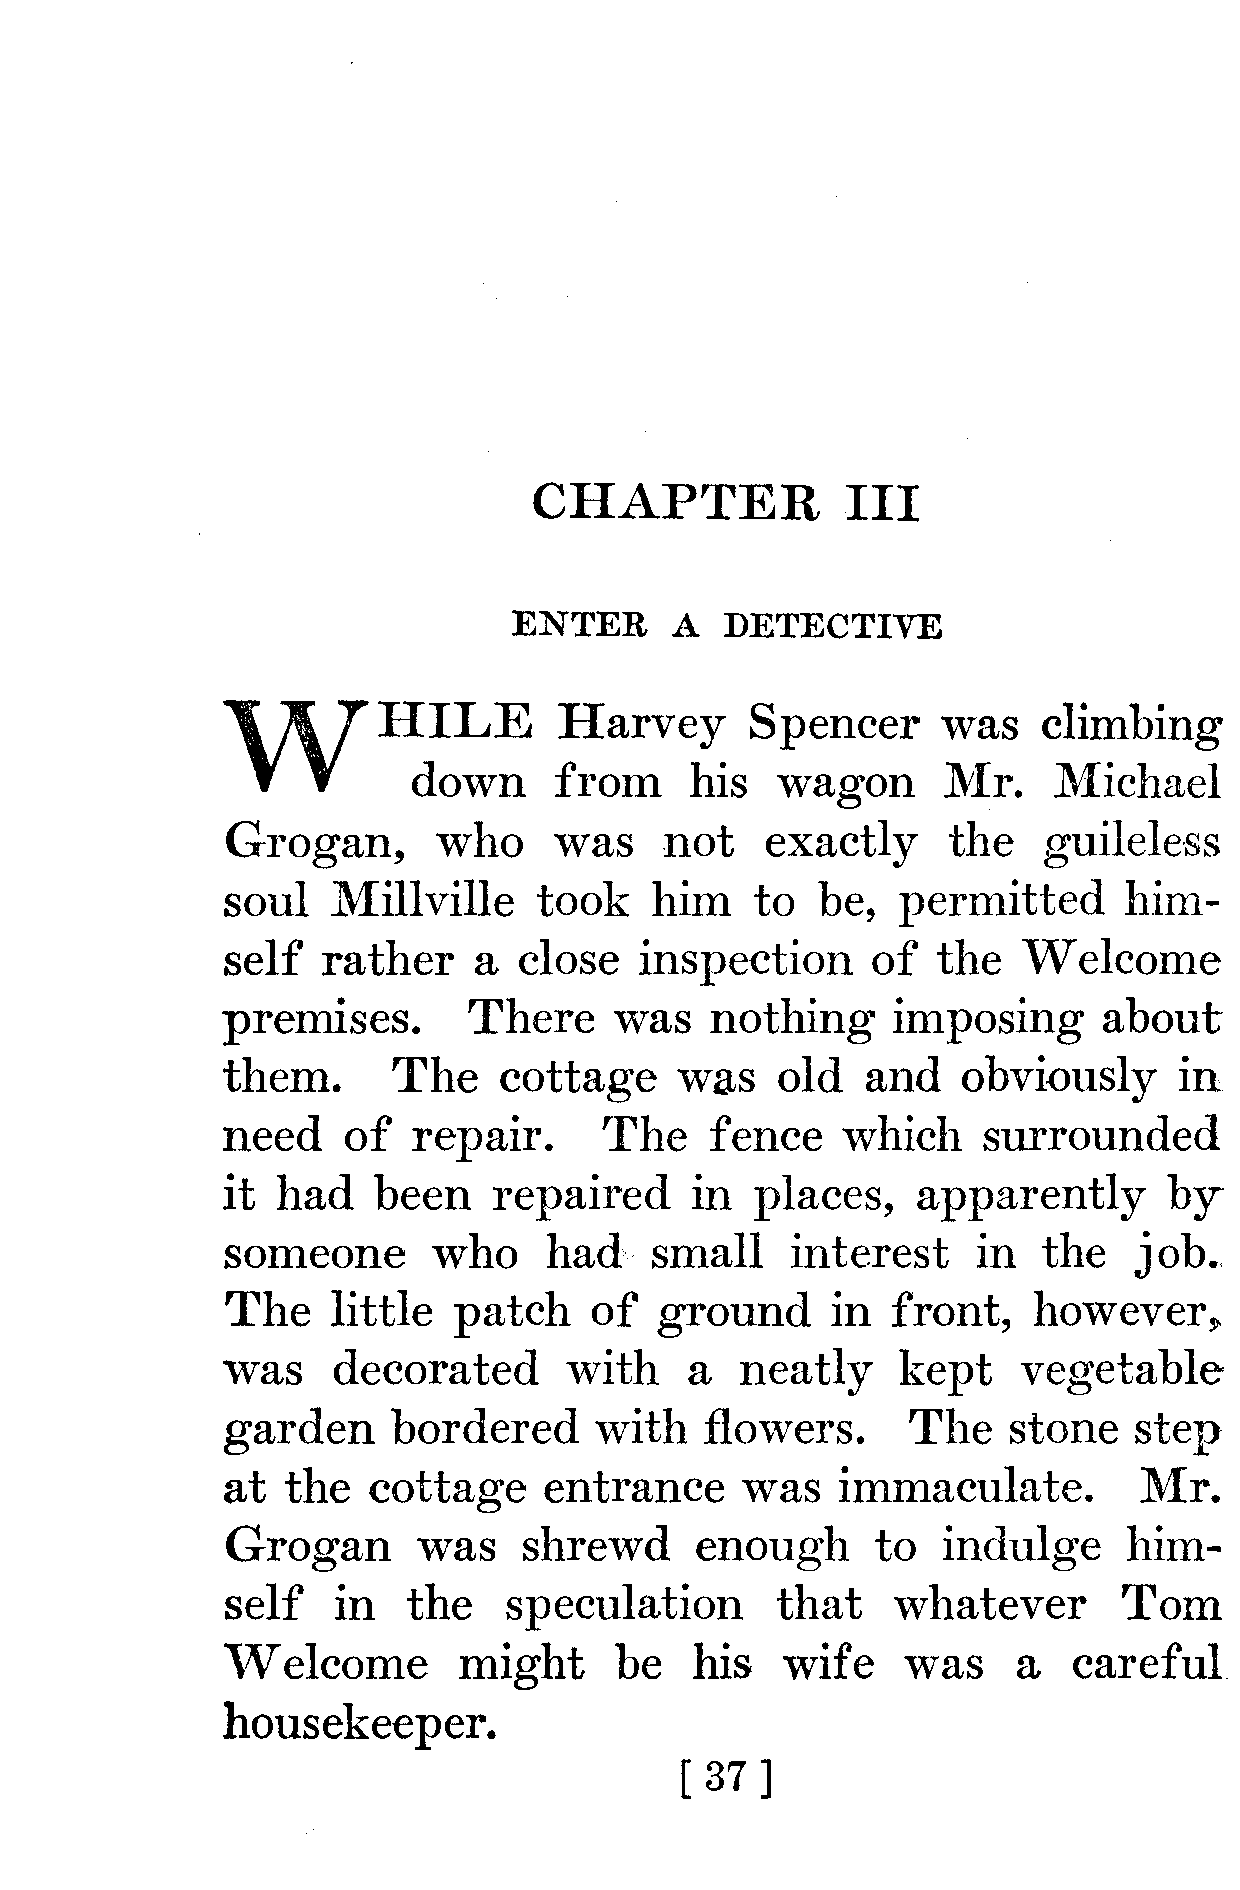 CHAPTER III
ENTER A DETECTIVE
WHILE Harvey Spencer was climbing
down from his wagon Mr. Michael
Grogan, who was not exactly the guileless
soul Millville took him to be, permitted him-
self rather a close inspection of the Welcome
premises. There was nothing imposing about
them. The cottage was old and obviously in
need of repair. The fence which surrounded
it had been repaired in places, apparently by
someone who had small interest in the job.
The little patch of ground in front, however,
was decorated with a neatly kept vegetable
garden bordered with flowers. The stone step
at the cottage entrance was immaculate. Mr.
Grogan was shrewd enough to indulge him-
self in the speculation that whatever Tom
Welcome might be his wife was a careful
housekeeper.
[ 37 ]